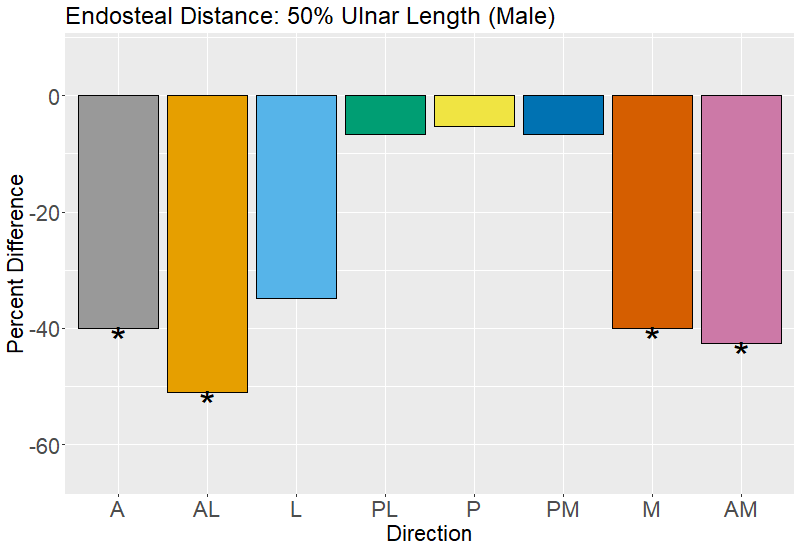 Endosteal Distance: 50% Ulnar Length (Male)
Percent Difference
0
-20
-40
-60
* * * *
A AL L PL P PM M AM
Direction